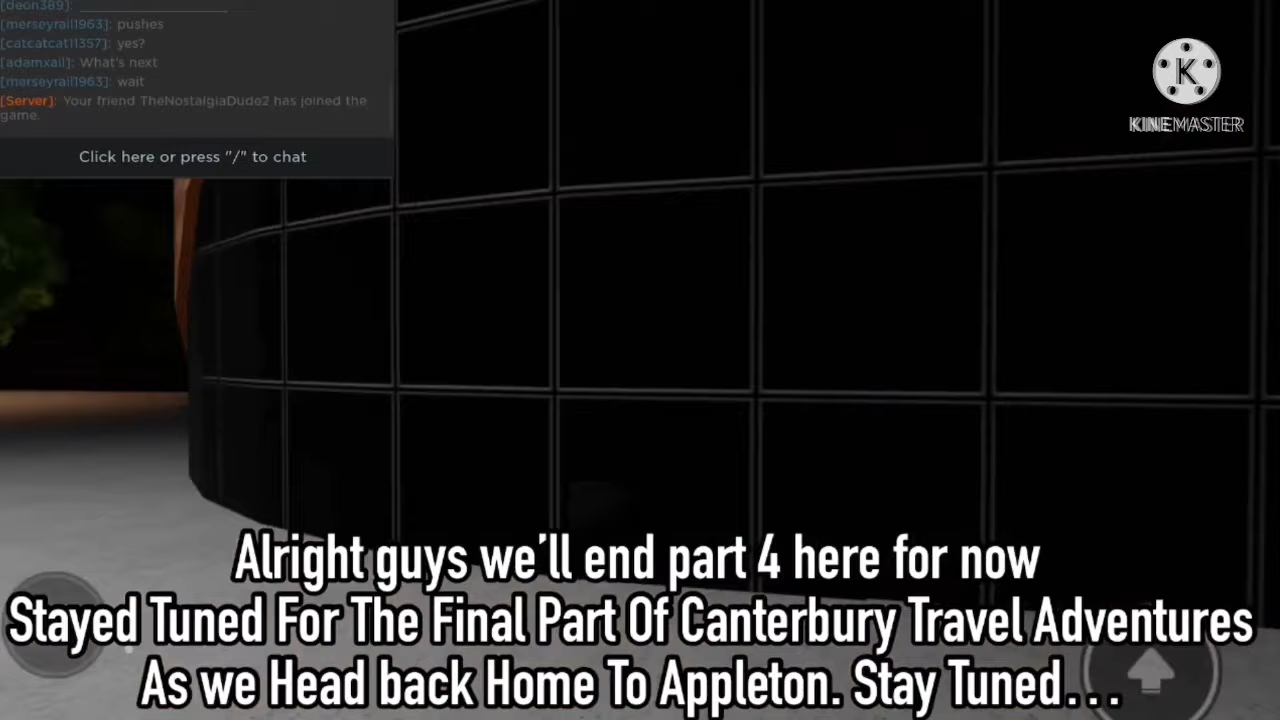 [deon389]: ____________________
[merseyrail1963]: pushes
[catcatcat11357]: yes?
[adamxail]: What's next
[merseyrail1963]: wait
[Server]: Your friend TheNostalgiaDude2 has joined the
game.
Click here or press "/" to chat
K
KINEMASTER
Alright guys we'll end part 4 here for now
Stayed Tuned For The Final Part Of Canterbury Travel Adventures
As we Head back Home To Appleton. Stay Tuned...